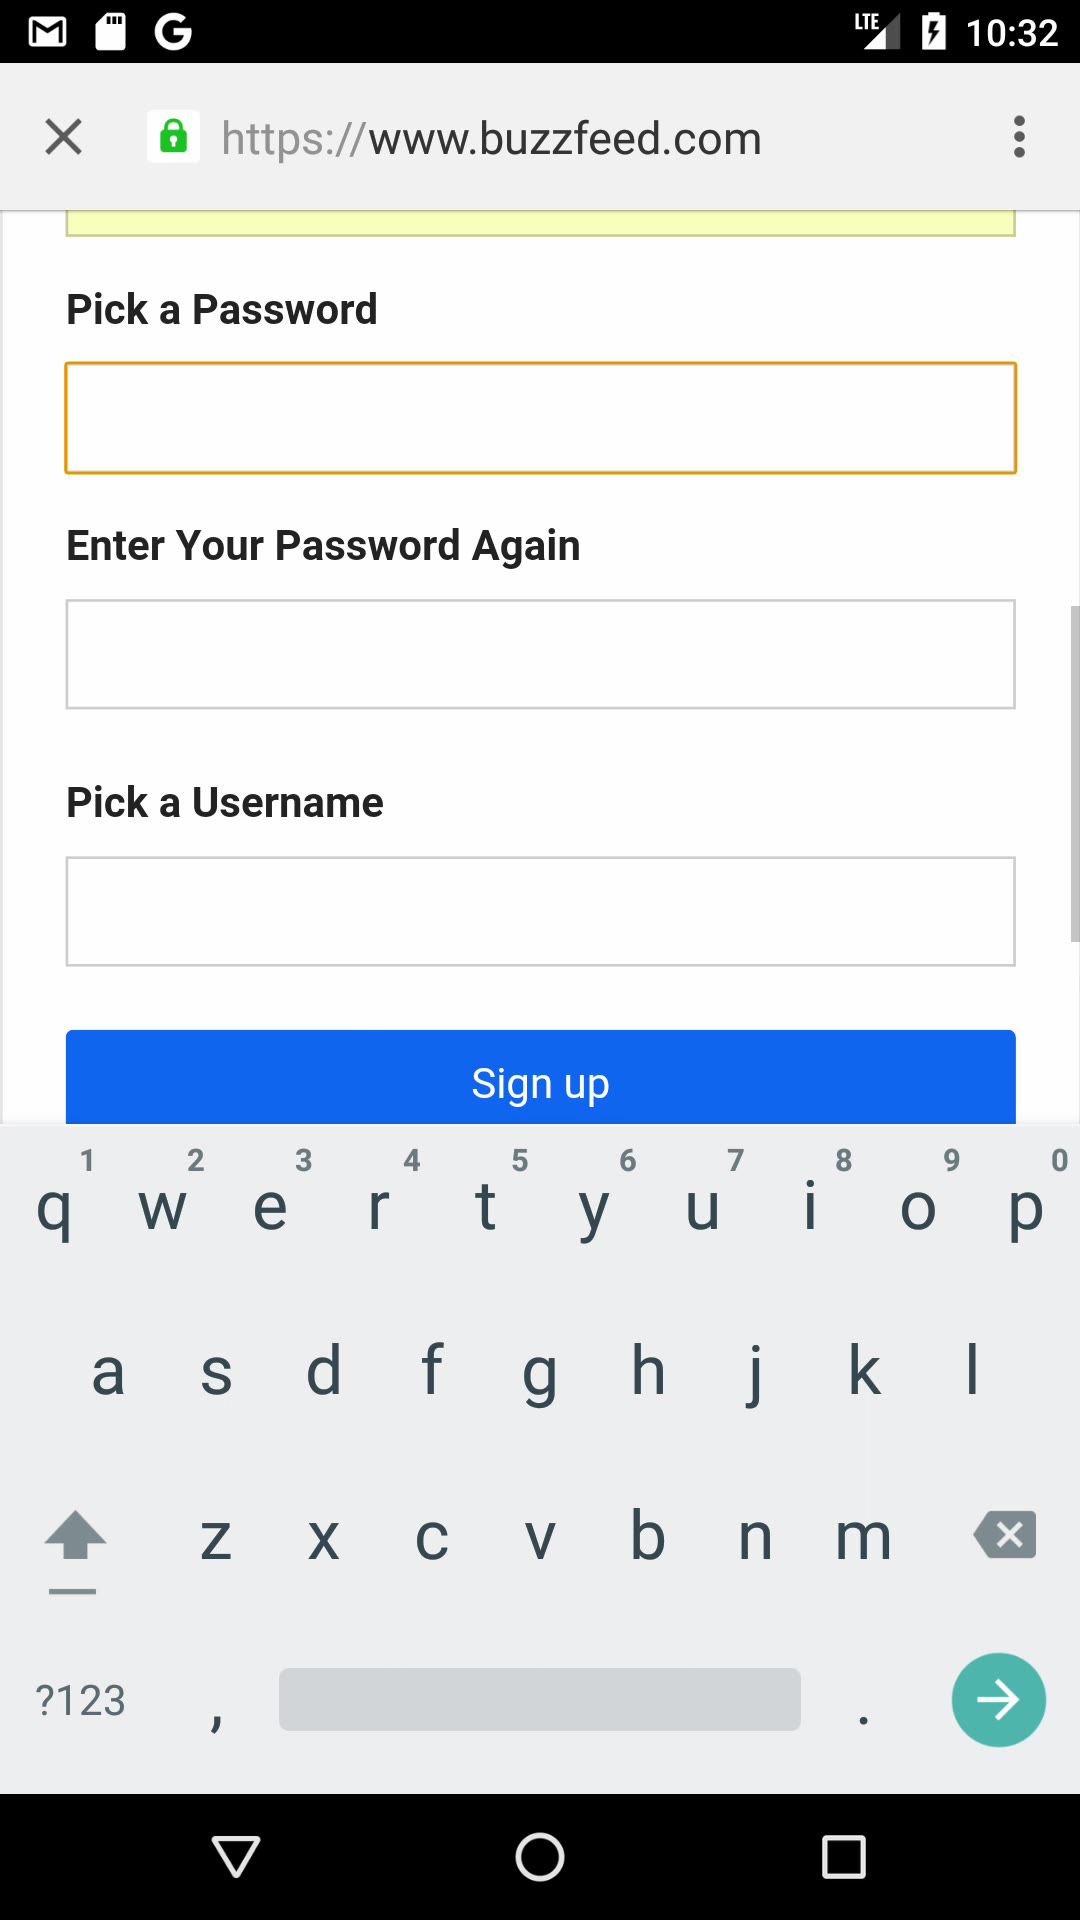 LTE 10:32
https://www.buzzfeed.com
Pick a Password
Enter Your Password Again
Pick a Username
Sign up
1 2 3 4 5 6 7 8 9 0
q w e r t y u i o p
a s d f g h j k l
z x c v b n m
?123 , .